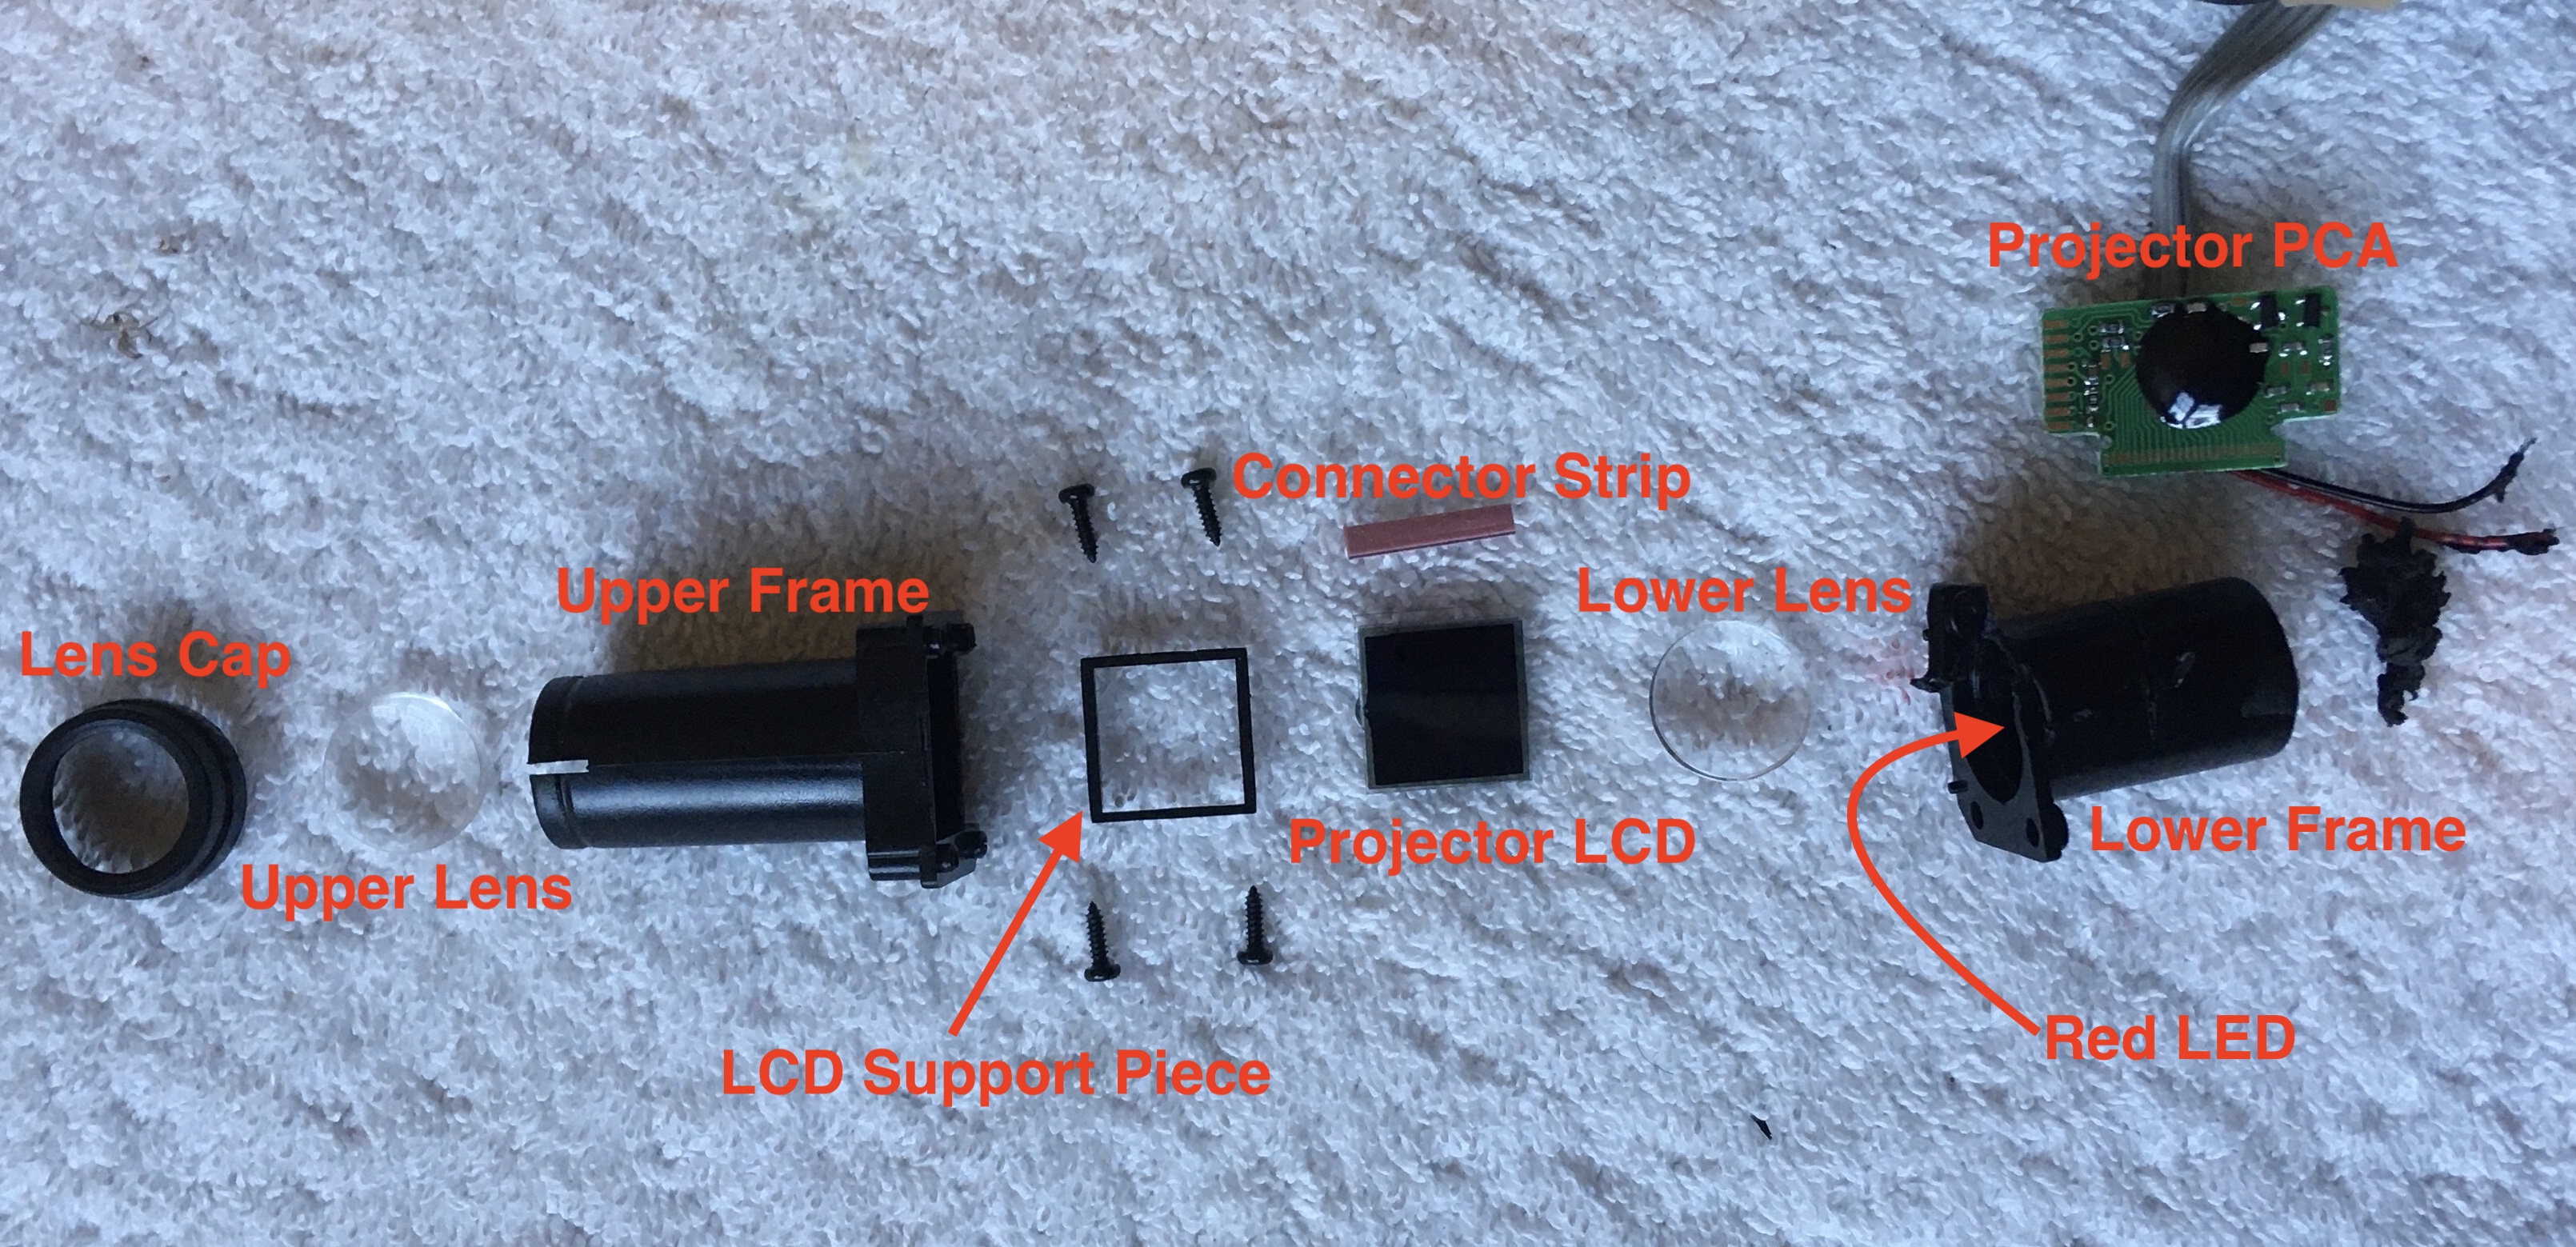 Projector PCA
Connector Strip
Upper Frame
Lower Lens
Lens Cap
Lower Frame
Projector LCD
Upper Lens
Red LED
LCD Support Piece